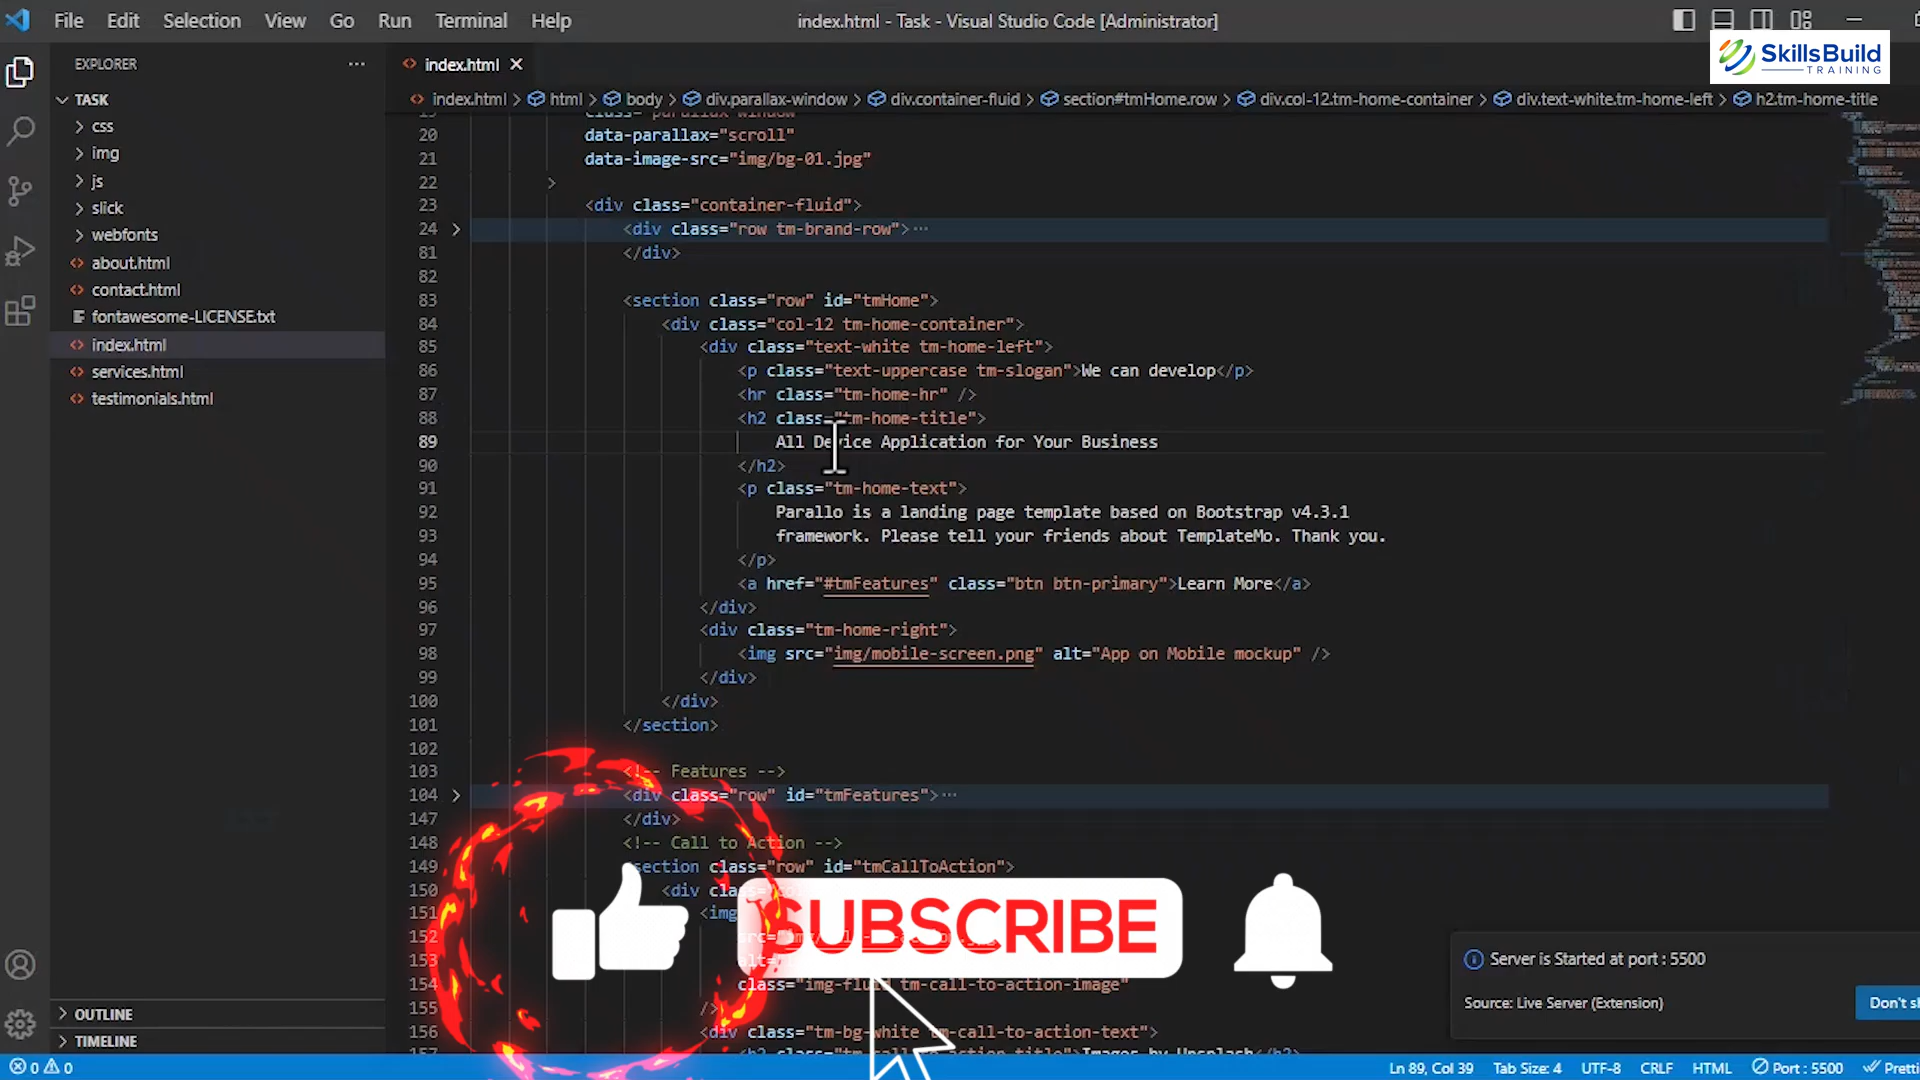 File Edit Selection View Go Run Terminal Help
index.html - Task - Visual Studio Code [Administrator]
SkillsBuild
TRAINING
EXPLORER
index.html
TASK
css
img
js
slick
webfonts
about.html
contact.html
fontawesome-LICENSE.txt
index.html
services.html
testimonials.html
OUTLINE
TIMELINE
index.html > html > body > div.parallax-window > div.container-fluid > section#tmHome.row > div.col-12.tm-home-container > div.text-white.tm-home-left > h2.tm-home-title
20 data-parallax="scroll"
21 data-image-src="img/bg-01.jpg"
22 >
23 <div class="container-fluid">
24 <div class="row tm-brand-row">…
81 </div>
82
83 <section class="row" id="tmHome">
84 <div class="col-12 tm-home-container">
85 <div class="text-white tm-home-left">
86 <p class="text-uppercase tm-slogan">We can develop</p>
87 <hr class="tm-home-hr" />
88 <h2 class="tm-home-title">
89 All Device Application for Your Business
90 </h2>
91 <p class="tm-home-text">
92 Parallo is a landing page template based on Bootstrap v4.3.1
93 framework. Please tell your friends about TemplateMo. Thank you.
94 </p>
95 <a href="#tmFeatures" class="btn btn-primary">Learn More</a>
96 </div>
97 <div class="tm-home-right">
98 <img src="img/mobile-screen.png" alt="App on Mobile mockup" />
99 </div>
100 </div>
101 </section>
102
103 <!-- Features -->
104 <div class="row" id="tmFeatures">…
147 </div>
148 <!-- Call to Action -->
149 <section class="row" id="tmCallToAction">
150 <div
151 <img
152
153
154 class="img-fluid tm-call-to-action-image"
155 />
156 <div class="tm-bg-white tm-call-to-action-text">
SUBSCRIBE
Server is Started at port : 5500
Source: Live Server (Extension)
Don't
0 0
Ln 89, Col 39 Tab Size: 4 UTF-8 CRLF HTML Port : 5500